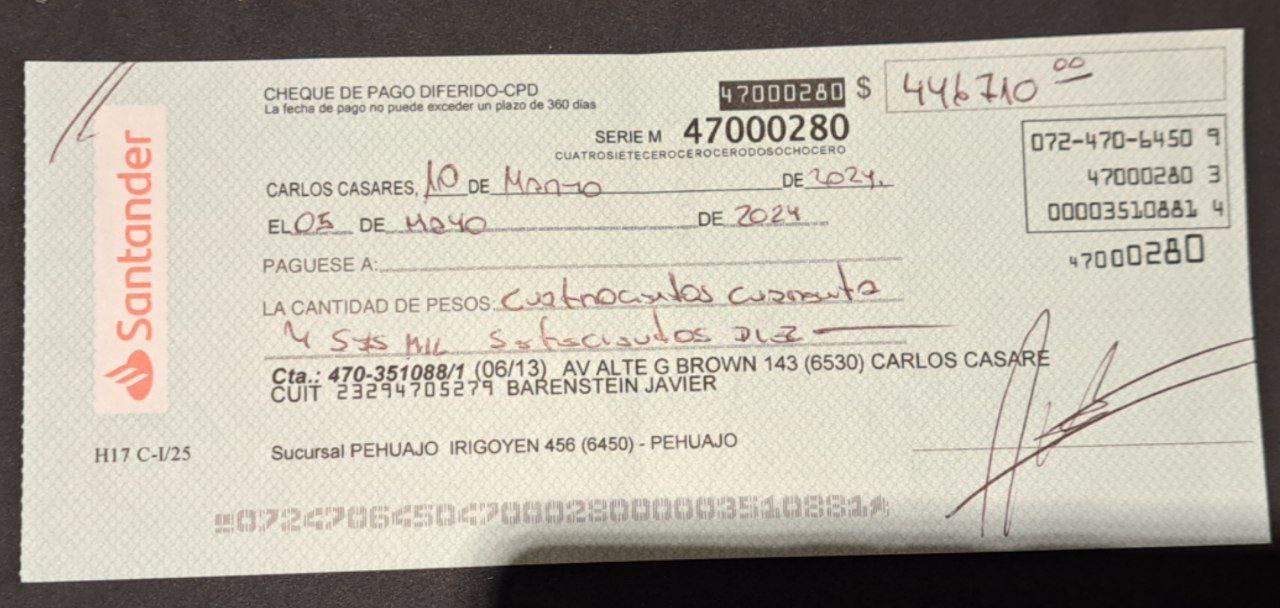 CHEQUE DE PAGO DIFERIDO-CPD
La fecha de pago no puede exceder un plazo de 360 días
47000280 $ 446710 00
SERIE M 47000280
CUATROSIETECEROCEROCERODOSOCHOCERO
072-470-6450 9
47000280 3
00003510881 4
47000280
CARLOS CASARES, 10 DE Marzo DE 2024.
EL 05 DE Mayo DE 2024
PAGUESE A:
LA CANTIDAD DE PESOS: cuatrocientos cuarenta
y seis mil setecientos diez
Cta.: 470-351088/1 (06/13) AV ALTE G BROWN 143 (6530) CARLOS CASARE
CUIT 23294705279 BARENSTEIN JAVIER
Santander
H17 C-I/25
Sucursal PEHUAJO IRIGOYEN 456 (6450) - PEHUAJO
07247064504700028000003510881